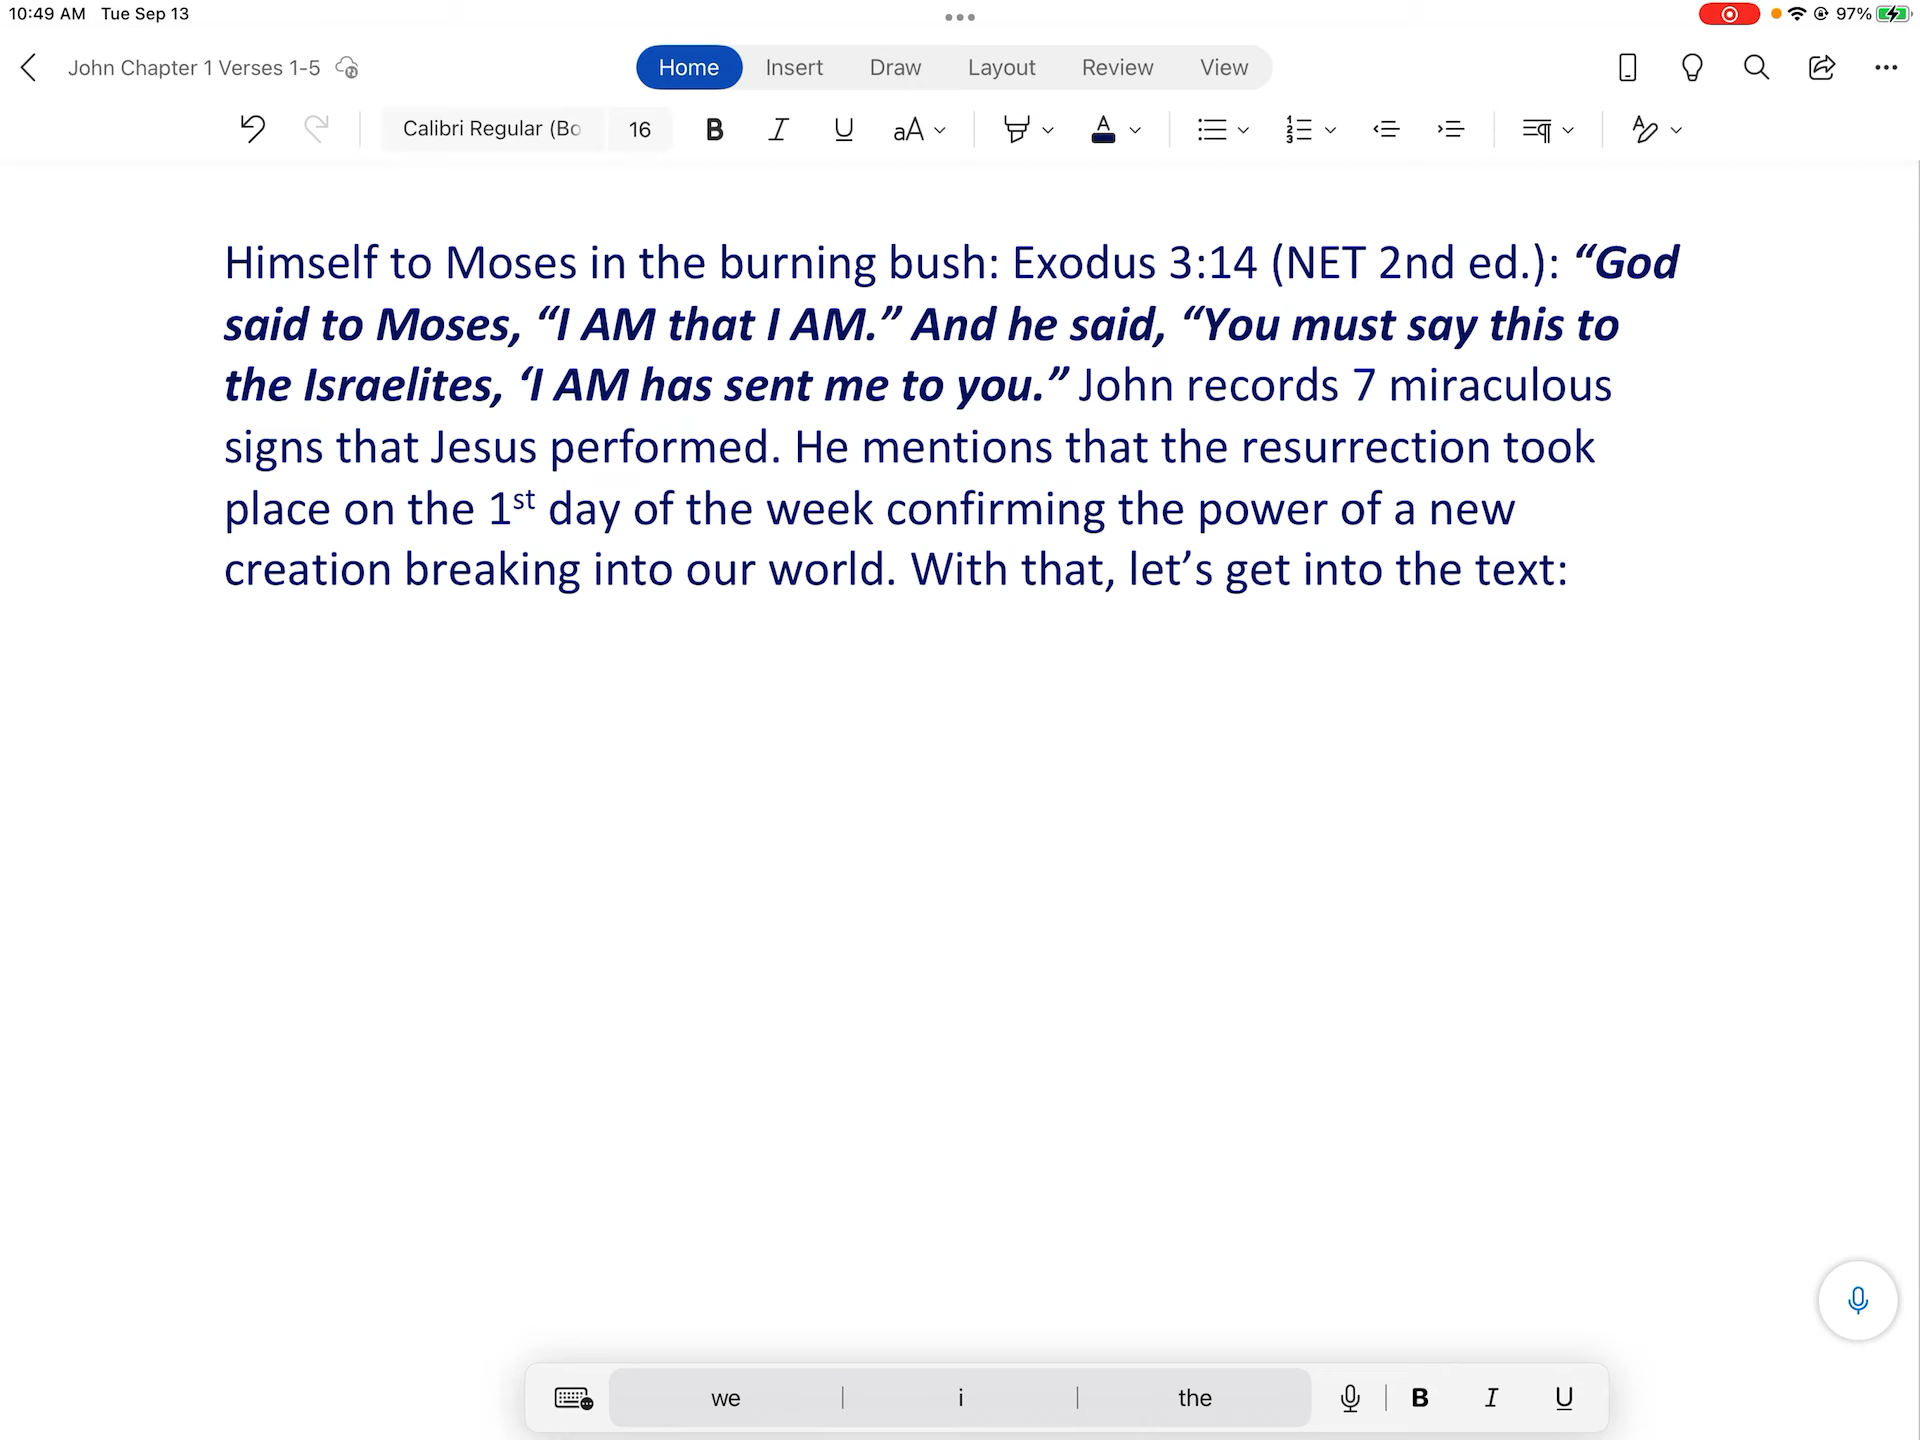 10:49 AM Tue Sep 13
97%
John Chapter 1 Verses 1-5
Home Insert Draw Layout Review View
Calibri Regular (Bo 16 B I U aA A
Himself to Moses in the burning bush: Exodus 3:14 (NET 2nd ed.): “God
said to Moses, “I AM that I AM.” And he said, “You must say this to
the Israelites, ‘I AM has sent me to you.” John records 7 miraculous
signs that Jesus performed. He mentions that the resurrection took
place on the 1st day of the week confirming the power of a new
creation breaking into our world. With that, let’s get into the text:
we i the B I U